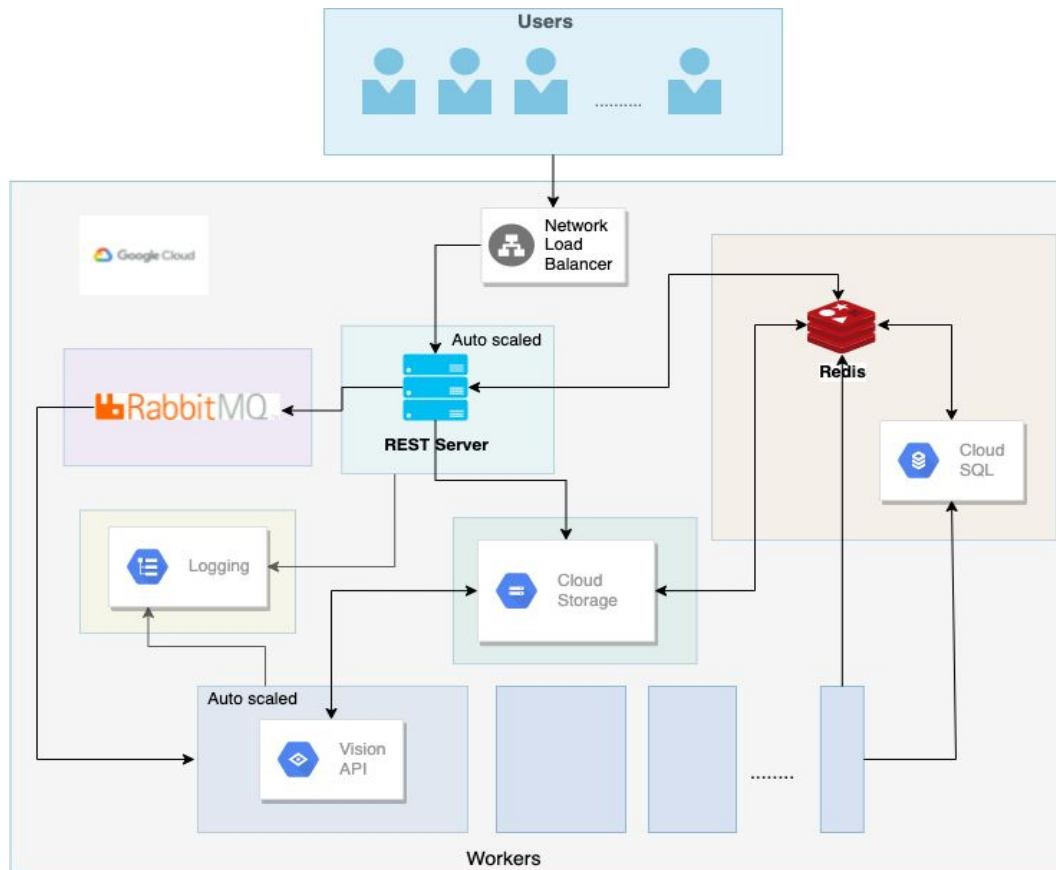 Users
..........
Google Cloud
Network
Load
Balancer
Auto scaled
Redis
RabbitMQ
REST Server
Cloud
SQL
Logging
Cloud
Storage
Auto scaled
Vision
API
........
Workers